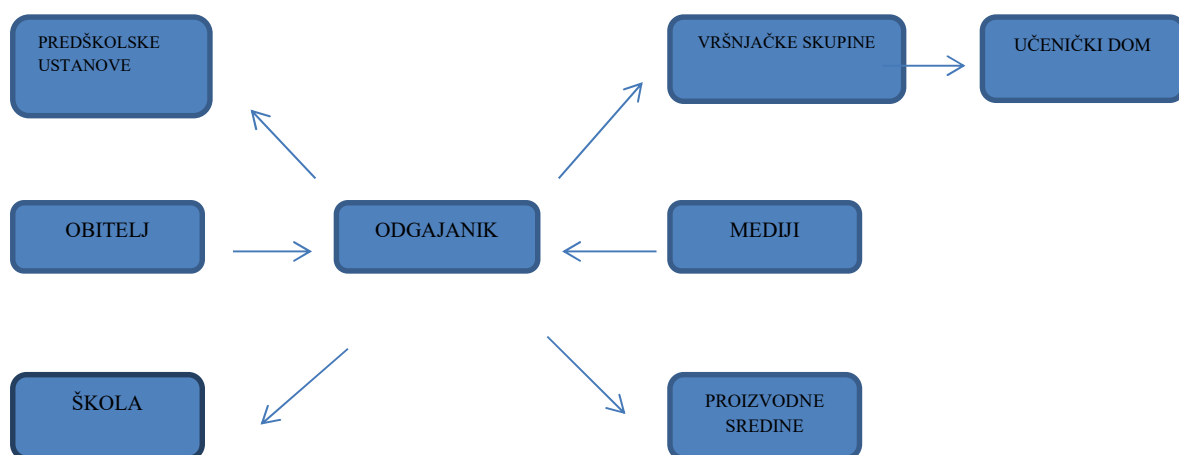 PREDŠKOLSKE
USTANOVE
VRŠNJAČKE SKUPINE
UČENIČKI DOM
OBITELJ
ODGAJANIK
MEDIJI
ŠKOLA
PROIZVODNE
SREDINE